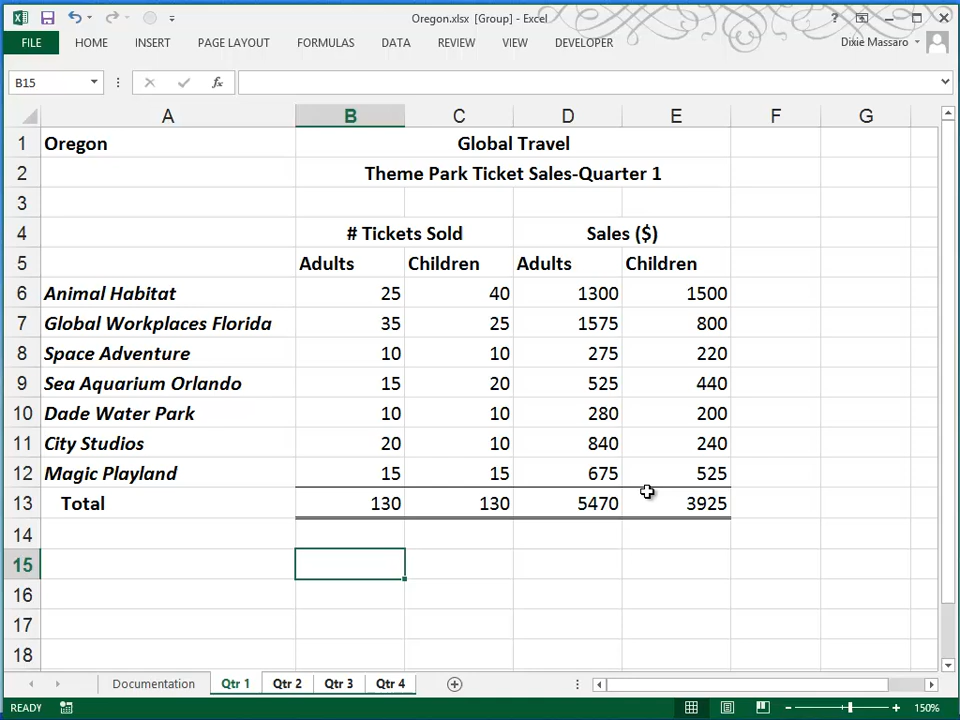 Oregon.xlsx [Group] - Excel
FILE HOME INSERT PAGE LAYOUT FORMULAS DATA REVIEW VIEW DEVELOPER Dixie Massaro
B15 fx
A B C D E F G
1 Oregon Global Travel
2 Theme Park Ticket Sales-Quarter 1
3
4 # Tickets Sold Sales ($)
5 Adults Children Adults Children
6 Animal Habitat 25 40 1300 1500
7 Global Workplaces Florida 35 25 1575 800
8 Space Adventure 10 10 275 220
9 Sea Aquarium Orlando 15 20 525 440
10 Dade Water Park 10 10 280 200
11 City Studios 20 10 840 240
12 Magic Playland 15 15 675 525
13 Total 130 130 5470 3925
14
15
16
17
18
Documentation Qtr 1 Qtr 2 Qtr 3 Qtr 4
READY 150%